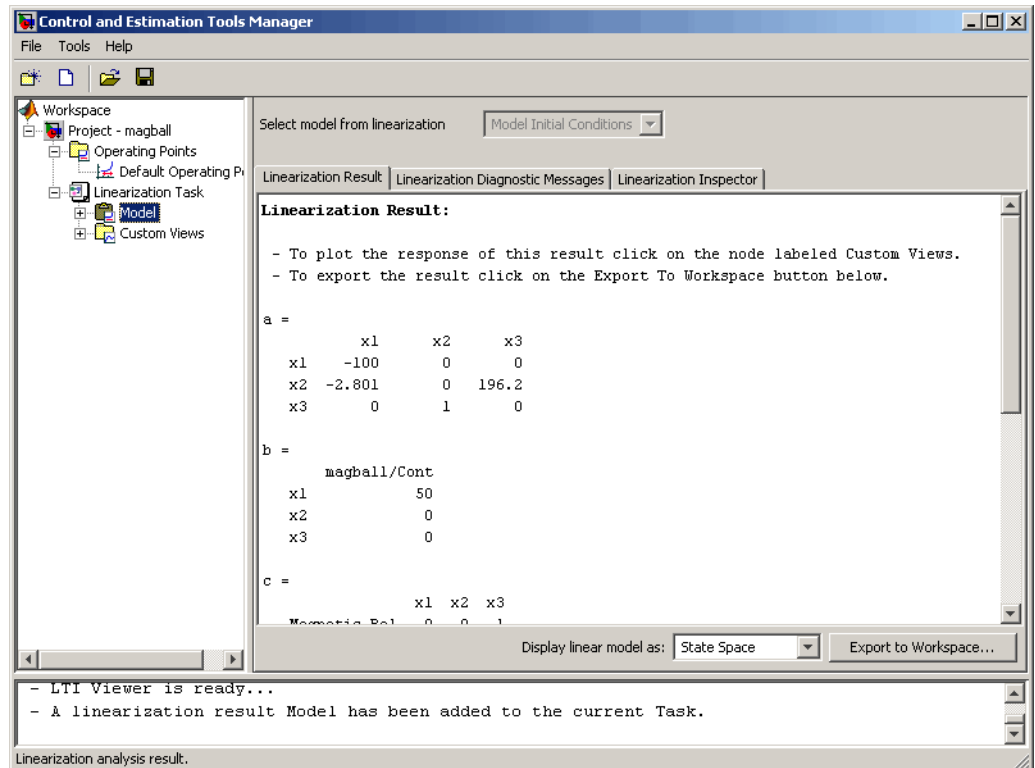 Control and Estimation Tools Manager
File Tools Help
Workspace
Project - magball
Operating Points
Default Operating P
Linearization Task
Model
Custom Views
Select model from linearization Model Initial Conditions
Linearization Result Linearization Diagnostic Messages Linearization Inspector
Linearization Result:
- To plot the response of this result click on the node labeled Custom Views.
- To export the result click on the Export To Workspace button below.
a =
x1 x2 x3
x1 -100 0 0
x2 -2.801 0 196.2
x3 0 1 0
b =
magball/Cont
x1 50
x2 0
x3 0
c =
x1 x2 x3
Magnetic Bal 0 0 1
Display linear model as: State Space Export to Workspace...
- LTI Viewer is ready...
- A linearization result Model has been added to the current Task.
Linearization analysis result.